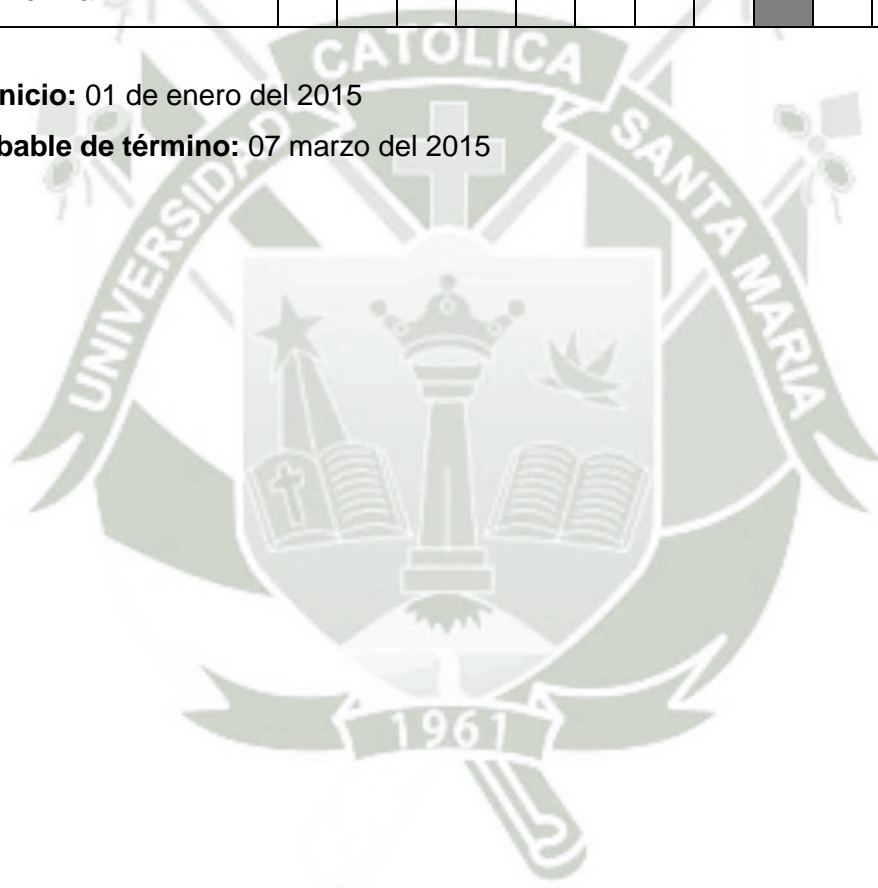 nicio: 01 de enero del 2015
bable de término: 07 marzo del 2015
UNIVERSIDAD CATOLICA SANTA MARIA
1961